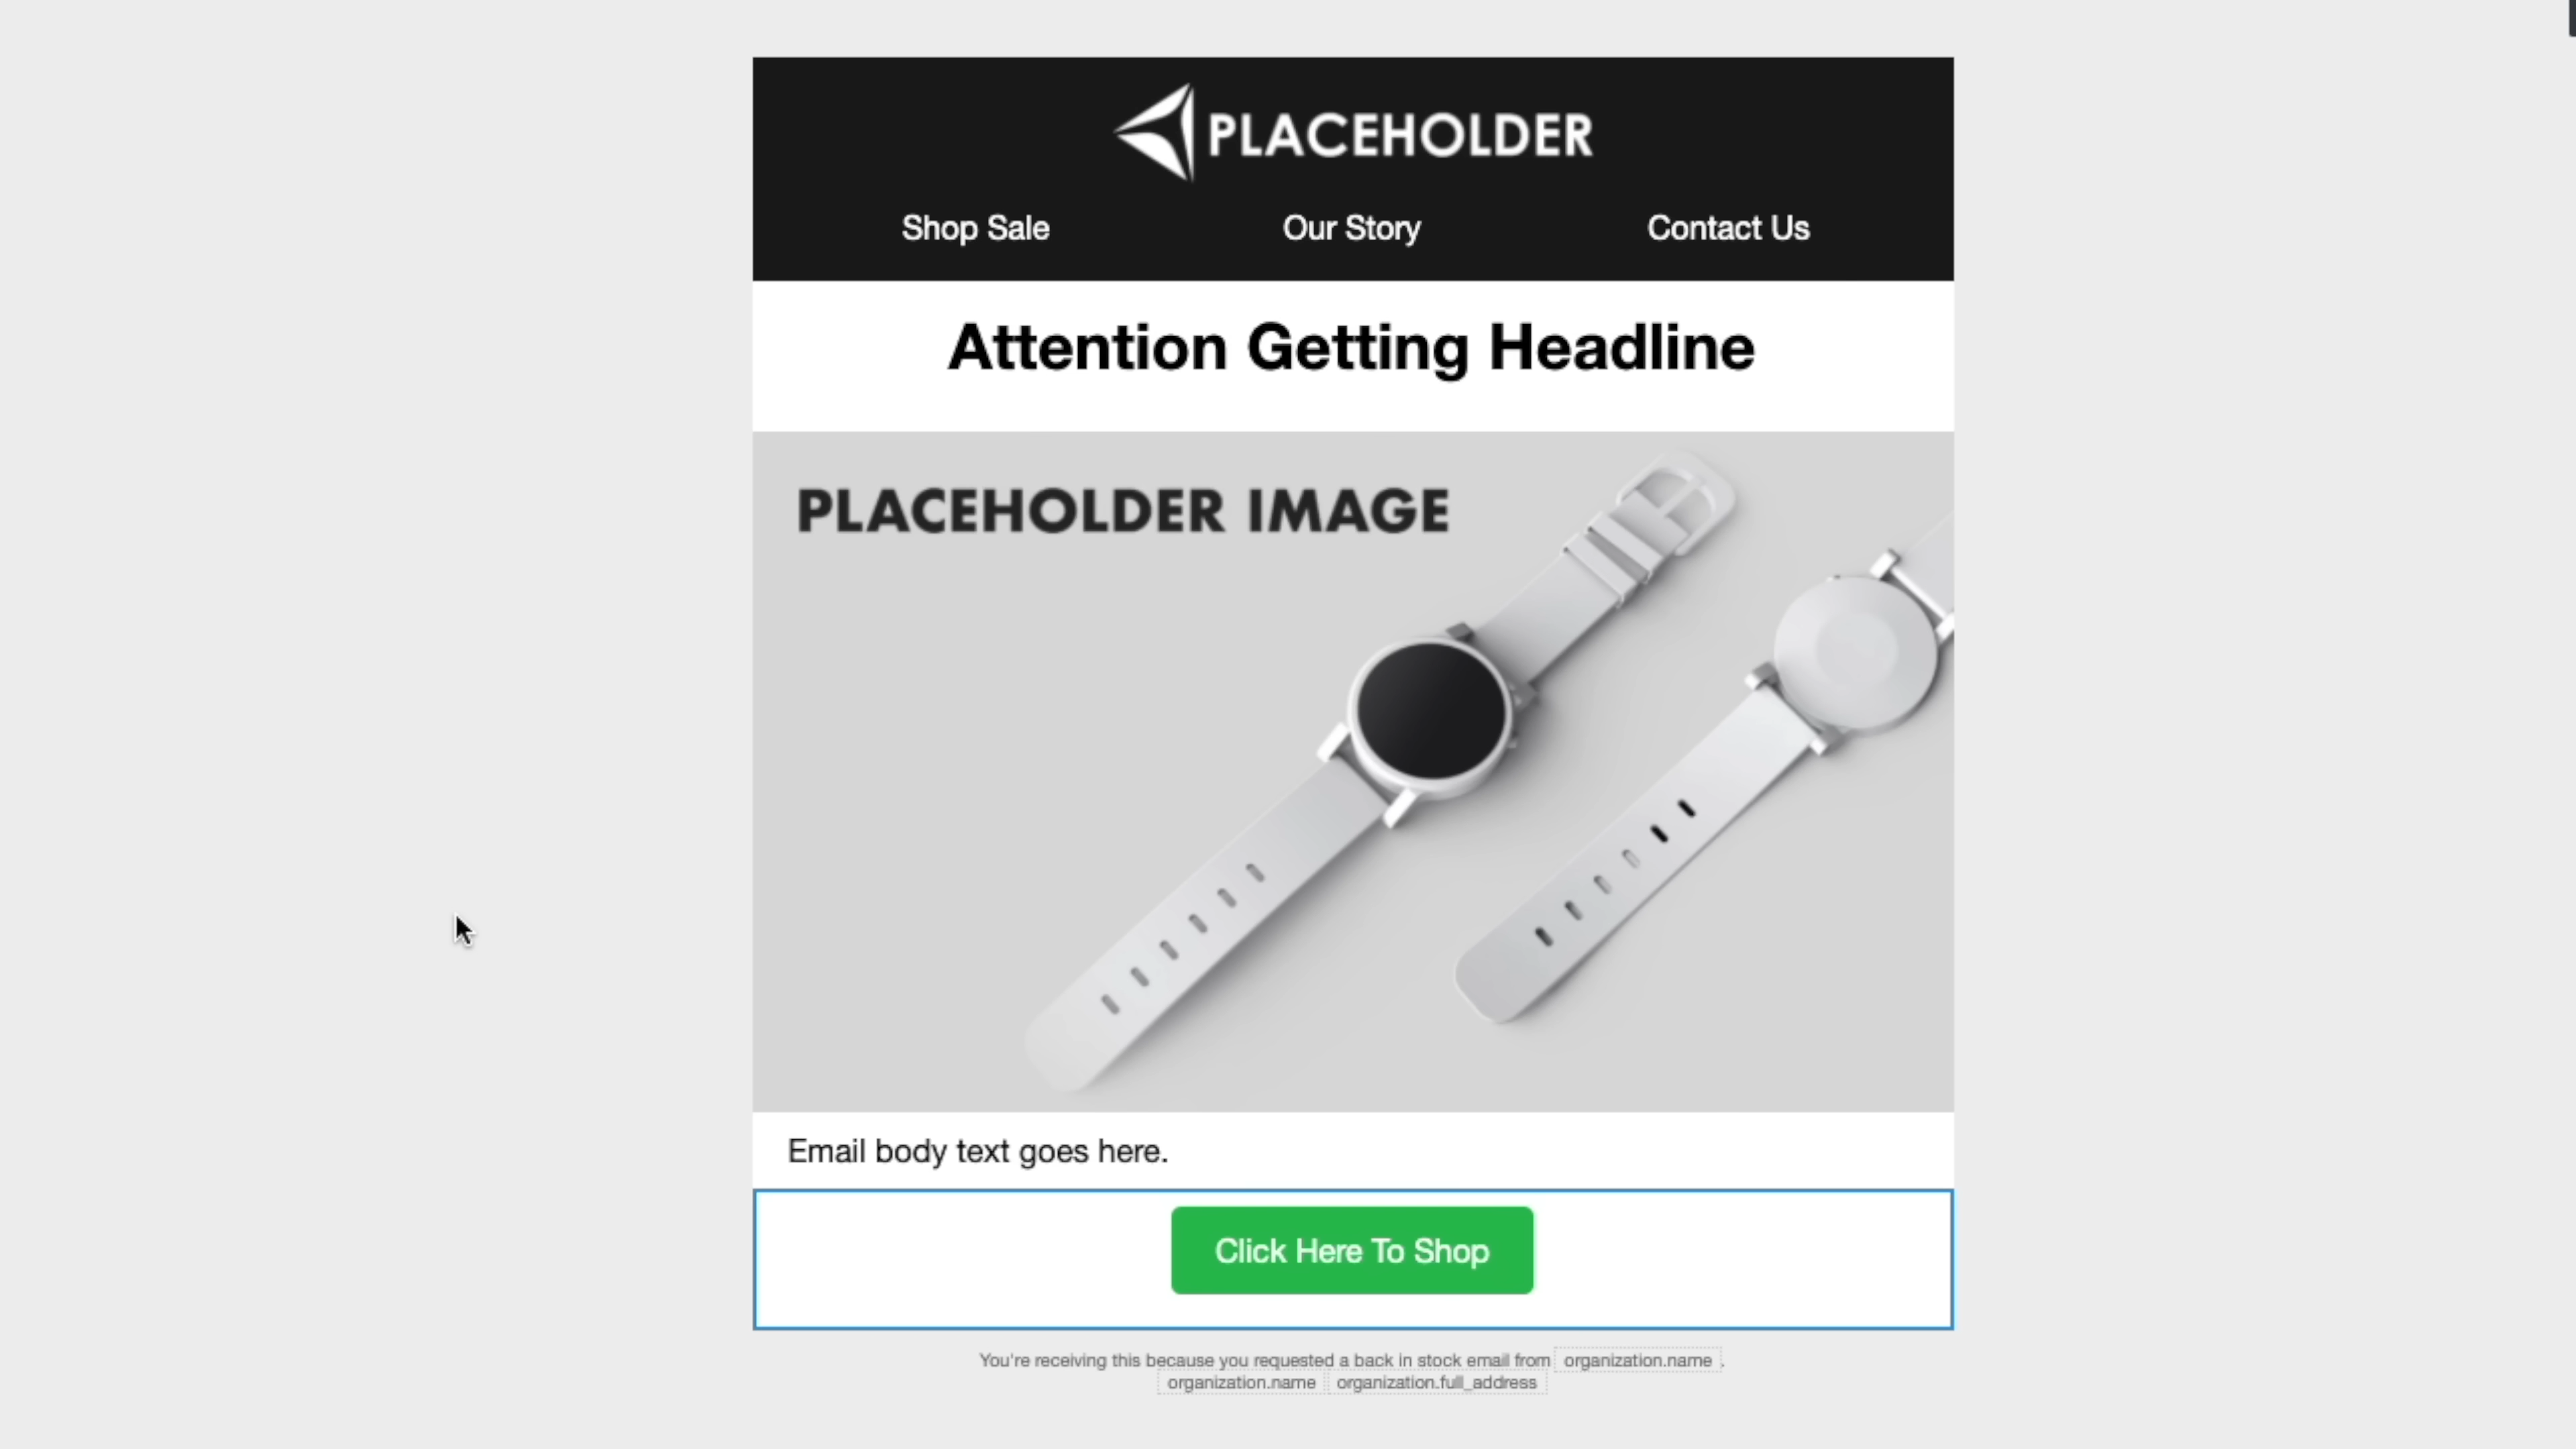 PLACEHOLDER
Shop Sale Our Story Contact Us
Attention Getting Headline
PLACEHOLDER IMAGE
Email body text goes here.
Click Here To Shop
You're receiving this because you requested a back in stock email from organization.name .
organization.name organization.full_address